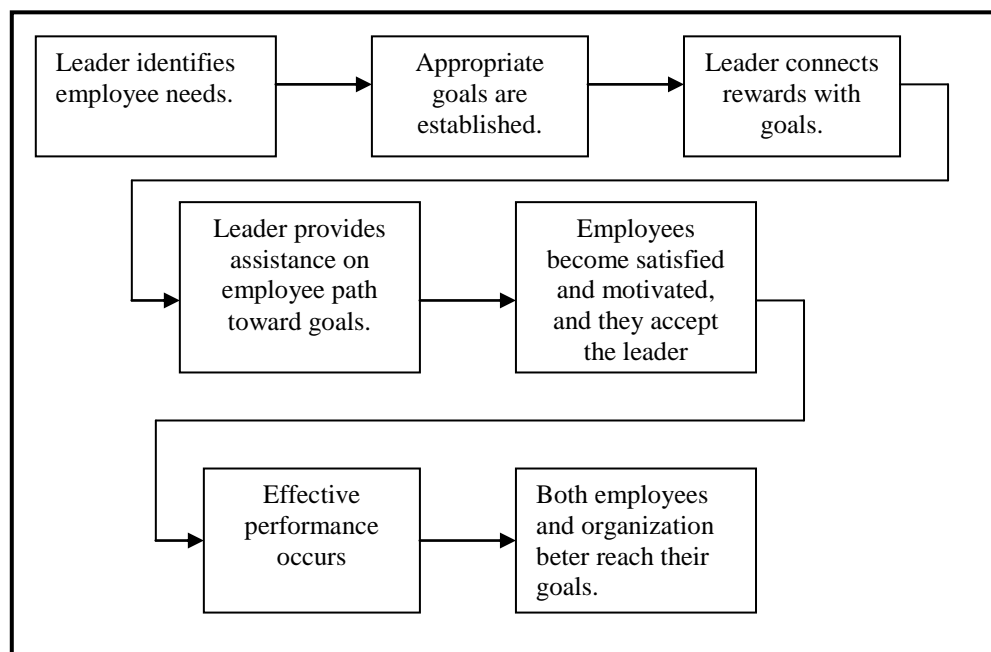 Leader identifies
employee needs.
Appropriate
goals are
established.
Leader connects
rewards with
goals.
Leader provides
assistance on
employee path
toward goals.
Employees
become satisfied
and motivated,
and they accept
the leader
Effective
performance
occurs
Both employees
and organization
beter reach their
goals.